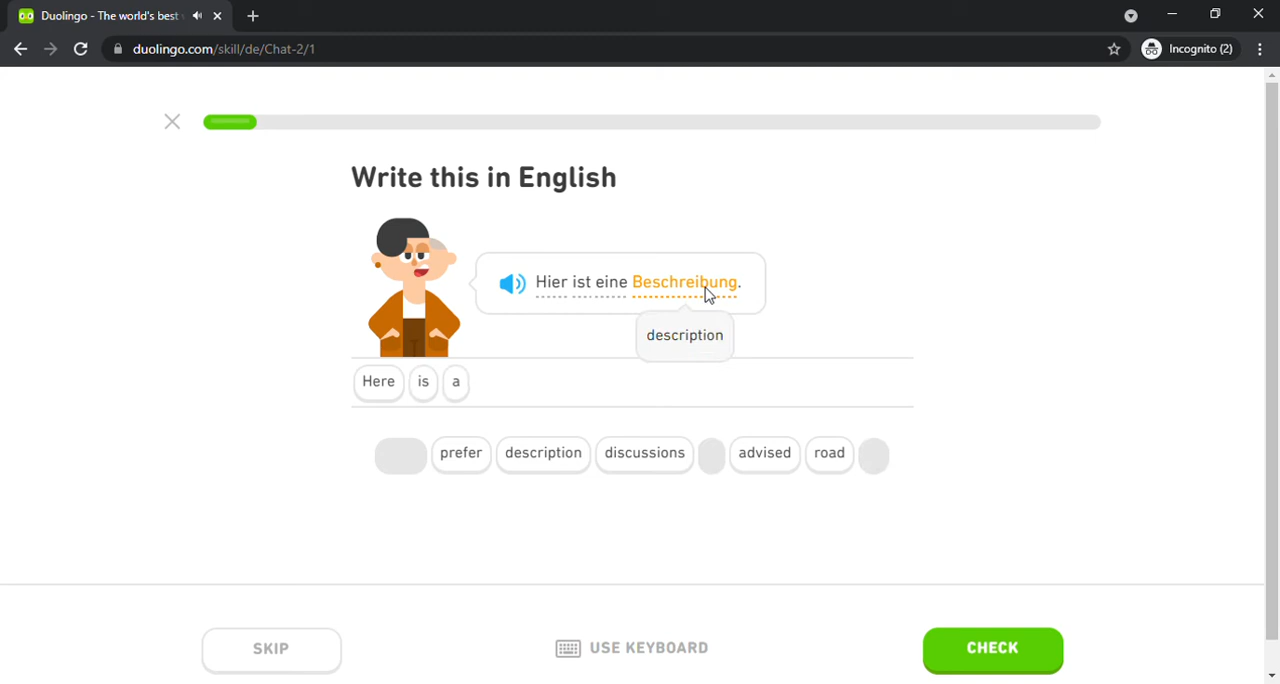 Duolingo - The world's best
duolingo.com/skill/de/Chat-2/1
Incognito (2)
Write this in English
Hier ist eine Beschreibung.
description
Here is a
prefer description discussions advised road
SKIP
USE KEYBOARD
CHECK